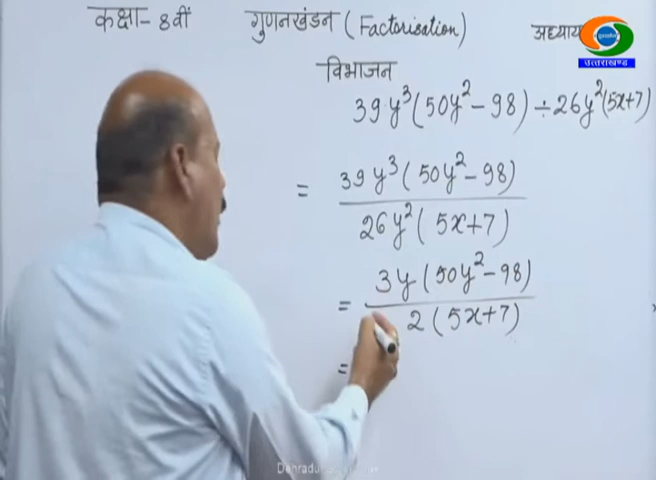 कक्षा- 8वीं गुणनखंडन (Factorisation) अध्याय
उत्तराखण्ड
विभाजन
39y³(50y²-98) ÷ 26y²(5x+7)
= 39y³(50y²-98) / 26y²(5x+7)
= 3y(50y²-98) / 2(5x+7)
=